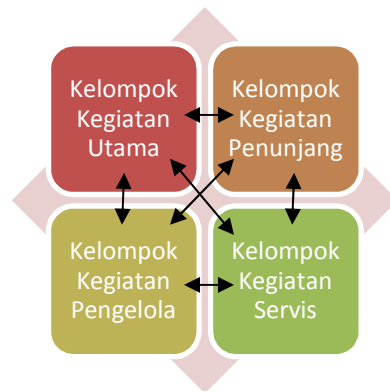 Kelompok
Kegiatan
Utama
Kelompok
Kegiatan
Penunjang
Kelompok
Kegiatan
Pengelola
Kelompok
Kegiatan
Servis